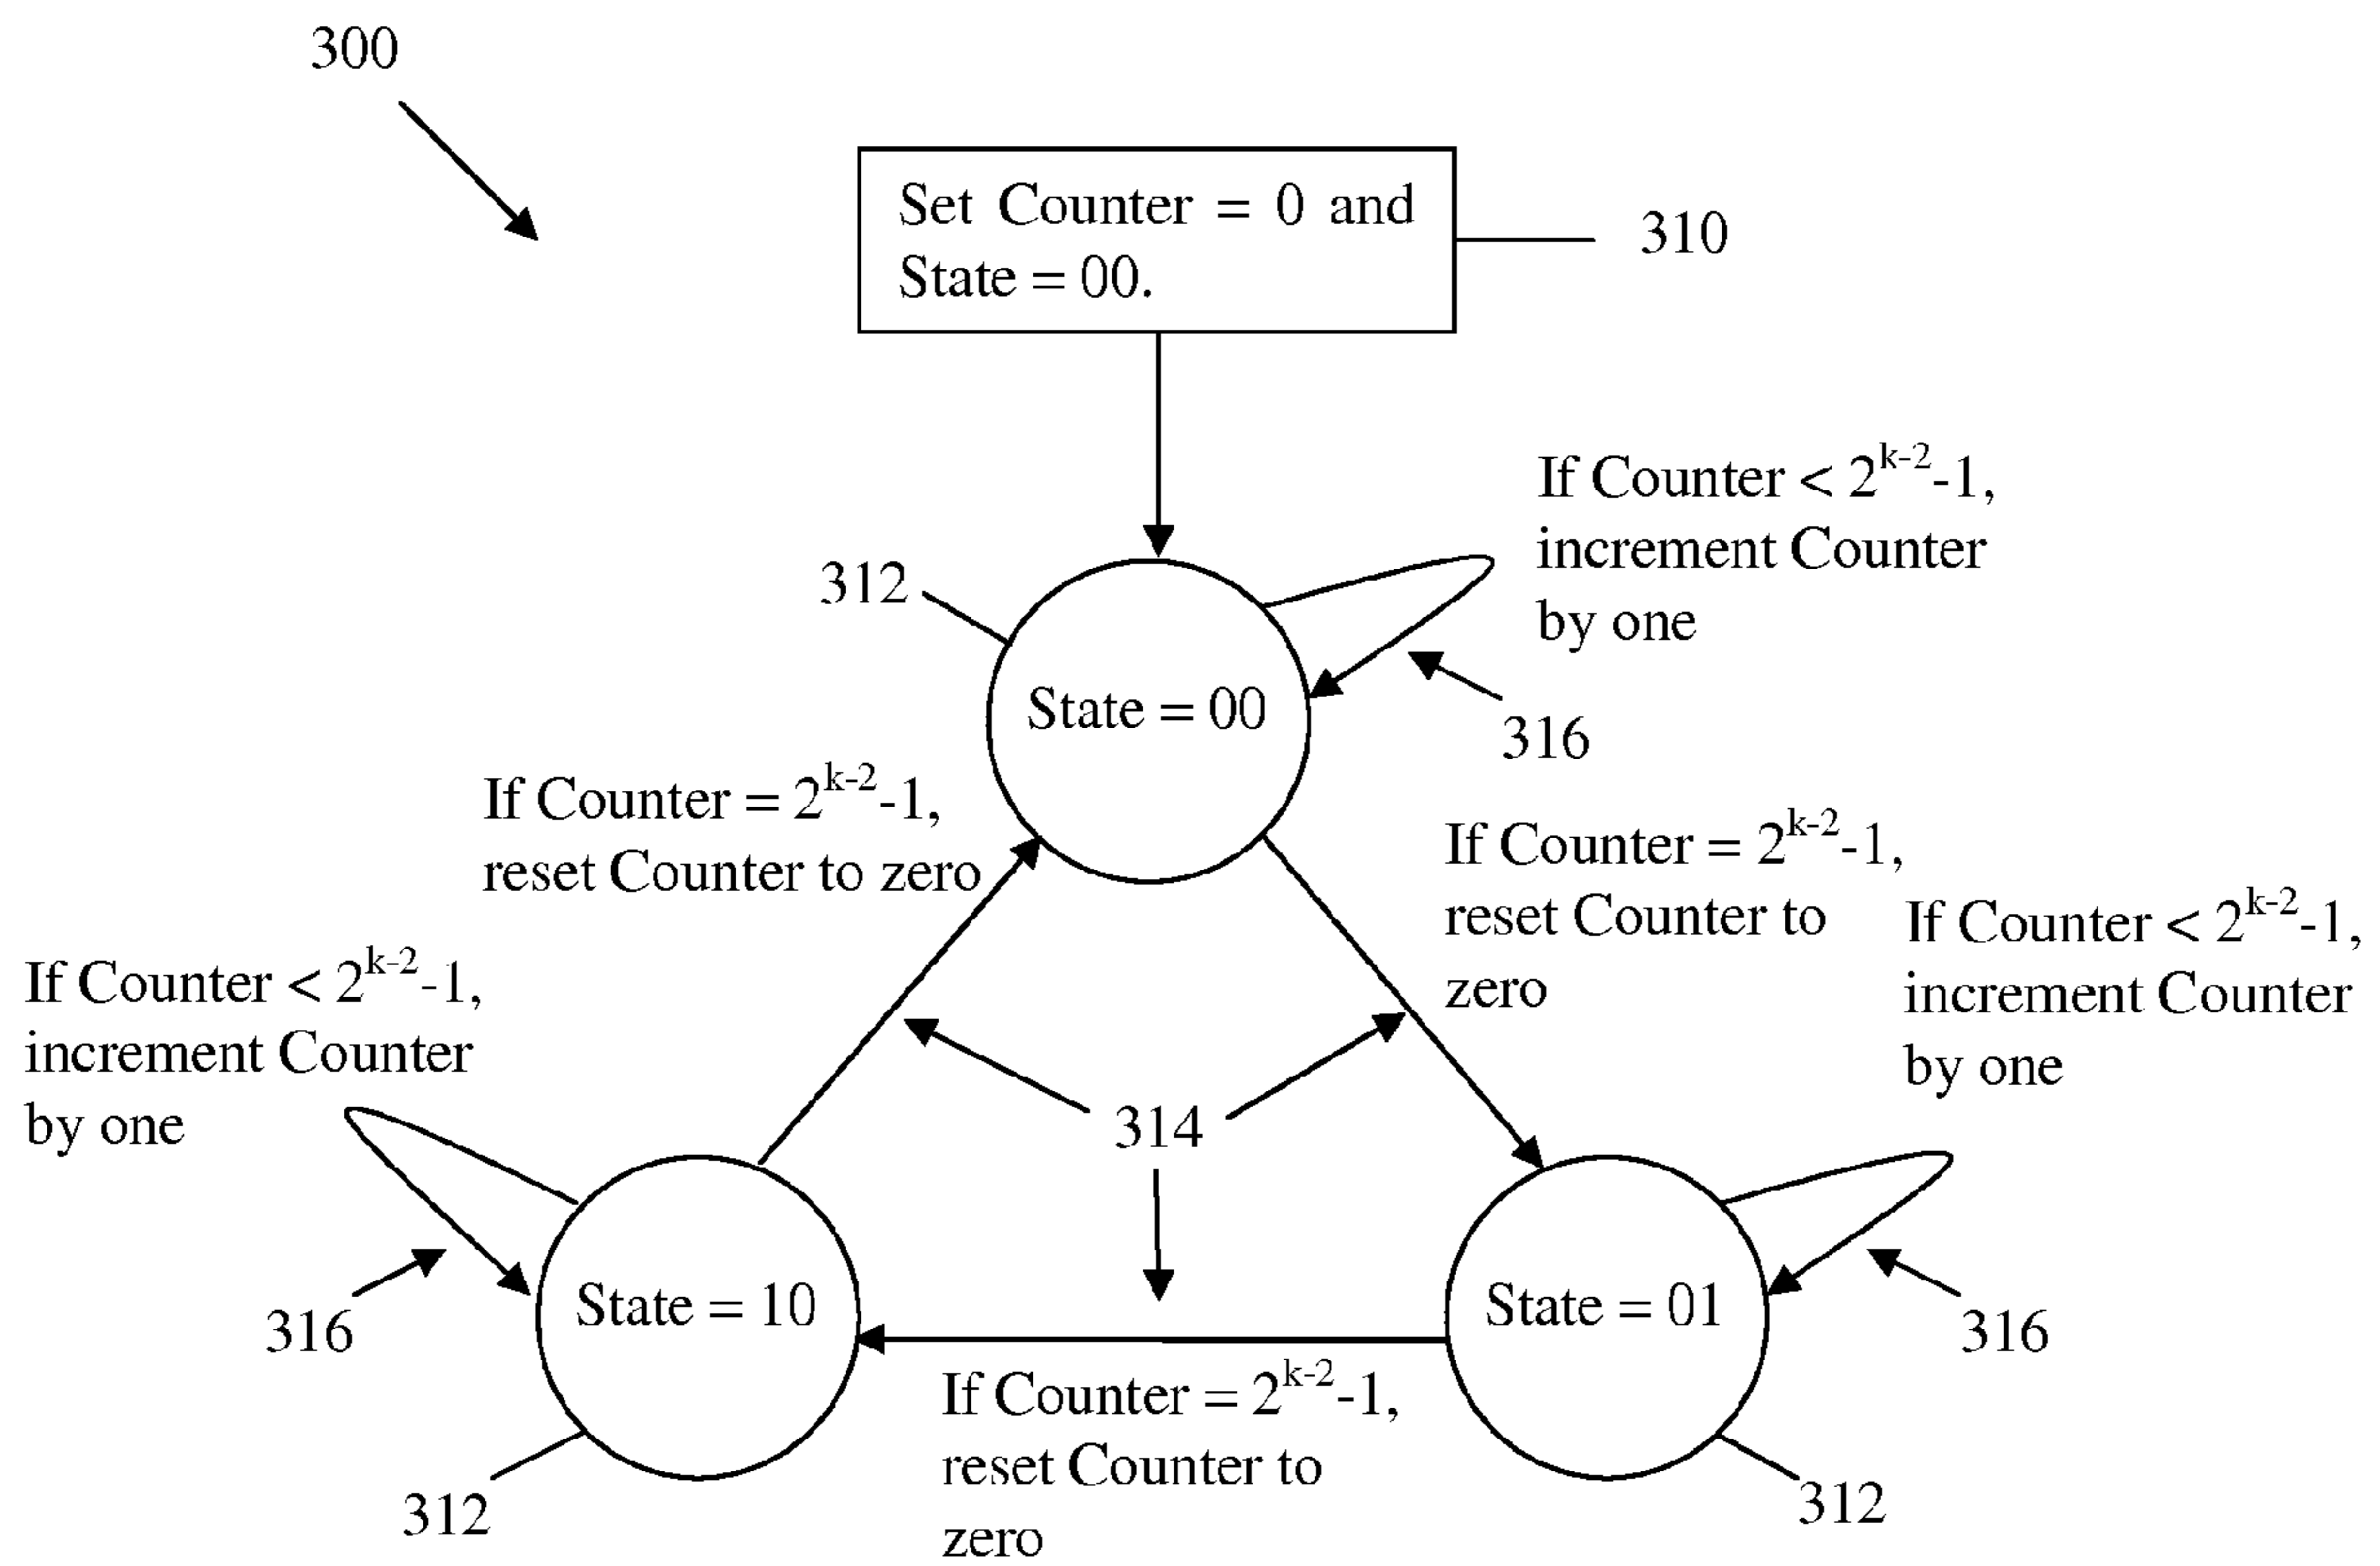 300
Set Counter = 0 and
State = 00.
310
If Counter < 2^{k-2}-1,
increment Counter
by one
312
State = 00
316
If Counter = 2^{k-2}-1,
reset Counter to zero
If Counter = 2^{k-2}-1,
reset Counter to
zero
If Counter < 2^{k-2}-1,
increment Counter
by one
If Counter < 2^{k-2}-1,
increment Counter
by one
314
State = 10
316
State = 01
316
If Counter = 2^{k-2}-1,
reset Counter to
zero
312
312